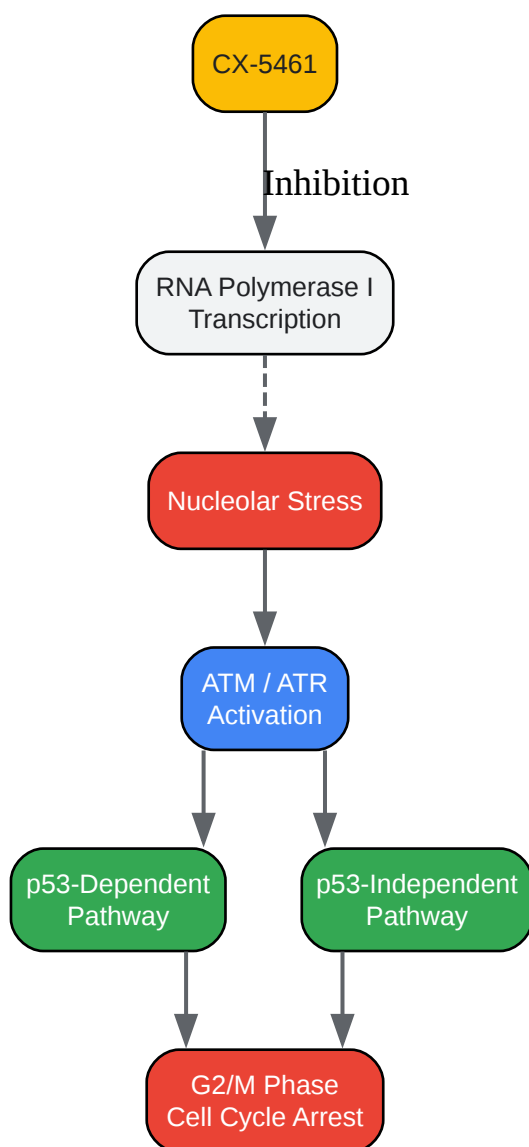 CX-5461
Inhibition
RNA Polymerase I
Transcription
Nucleolar Stress
ATM / ATR
Activation
p53-Dependent
Pathway
p53-Independent
Pathway
G2/M Phase
Cell Cycle Arrest